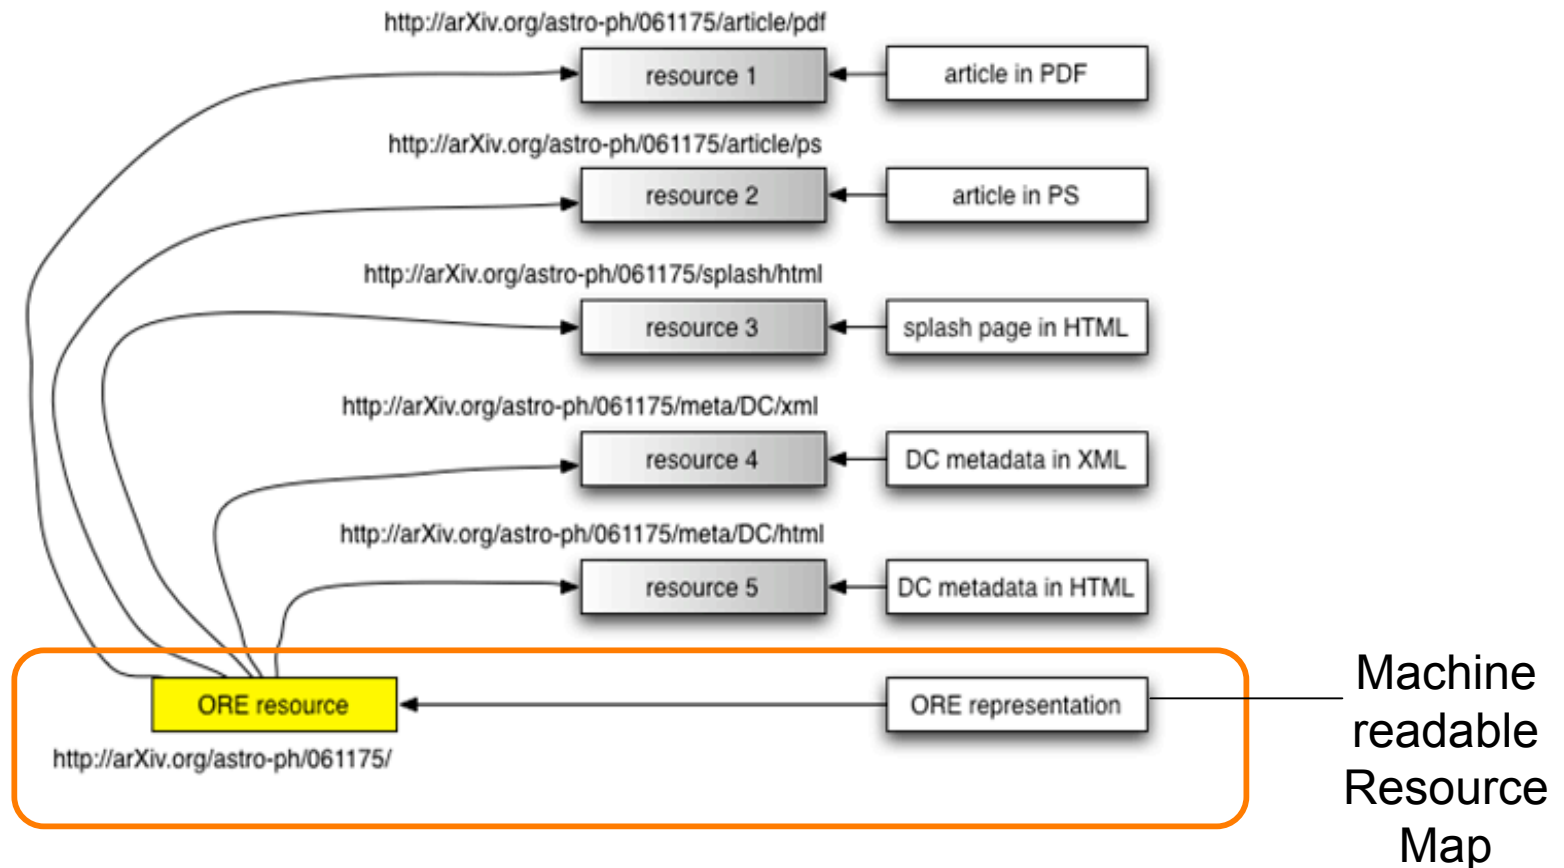 http://arXiv.org/astro-ph/061175/article/pdf
resource 1
article in PDF
http://arXiv.org/astro-ph/061175/article/ps
resource 2
article in PS
http://arXiv.org/astro-ph/061175/splash/html
resource 3
splash page in HTML
http://arXiv.org/astro-ph/061175/meta/DC/xml
resource 4
DC metadata in XML
http://arXiv.org/astro-ph/061175/meta/DC/html
resource 5
DC metadata in HTML
ORE resource
ORE representation
http://arXiv.org/astro-ph/061175/
Machine
readable
Resource
Map